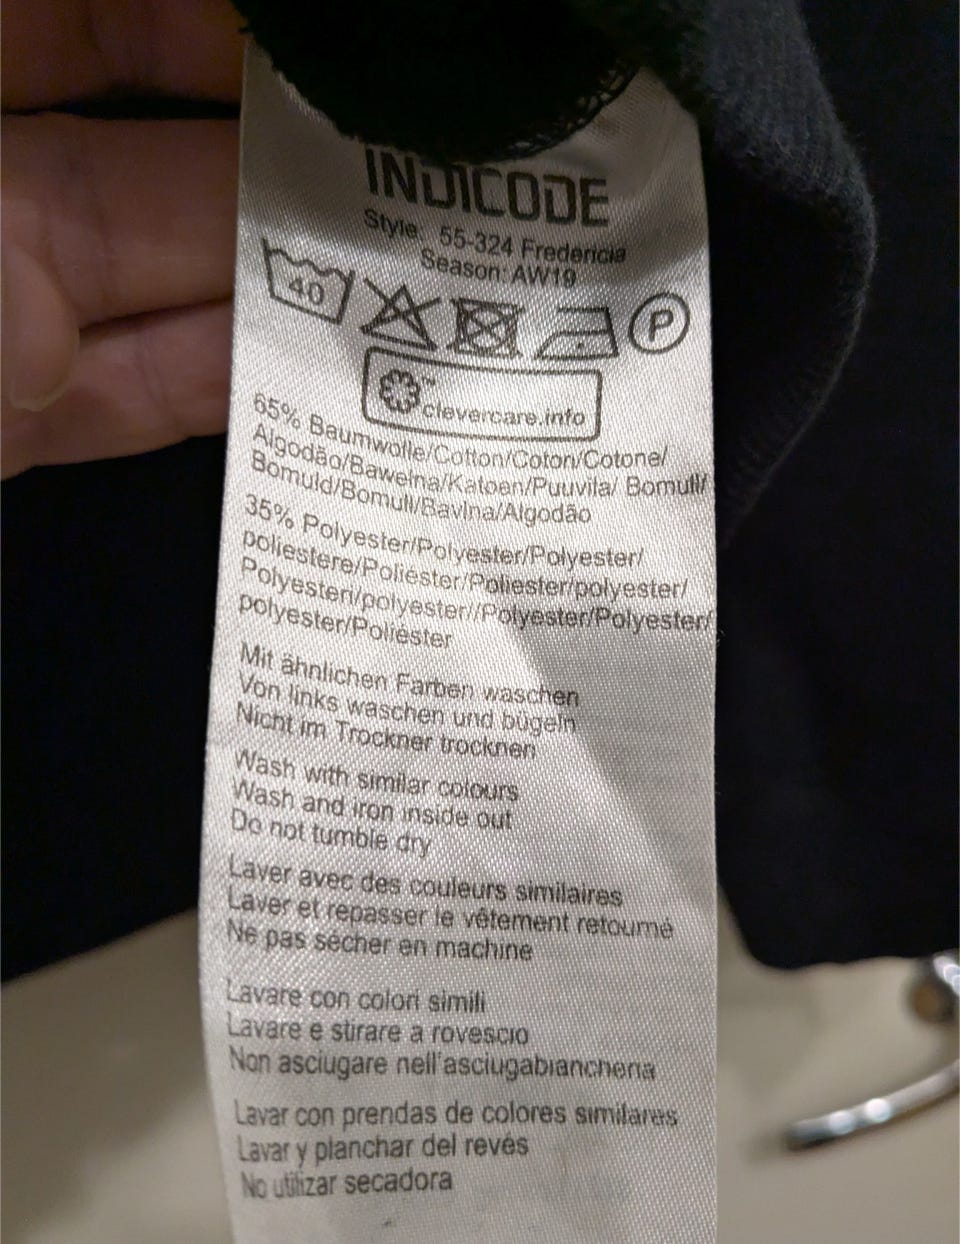 INDICODE
Style: 55-324 Fredericia
Season: AW19
40
P
™
clevercare.info
65% Baumwolle/Cotton/Coton/Cotone/
Algodão/Bawelna/Katoen/Puuvila/ Bomull/
Bomuld/Bomull/Bavlna/Algodão
35% Polyester/Polyester/Polyester/
poliestere/Poliéster/Poliester/polyester/
Polyesteri/polyester//Polyester/Polyester/
polyester/Poliéster
Mit ähnlichen Farben waschen
Von links waschen und bügeln
Nicht im Trockner trocknen
Wash with similar colours
Wash and iron inside out
Do not tumble dry
Laver avec des couleurs similaires
Laver et repasser le vêtement retourné
Ne pas sécher en machine
Lavare con colori simili
Lavare e stirare a rovescio
Non asciugare nell'asciugabiancheria
Lavar con prendas de colores similares
Lavar y planchar del revés
No utilizar secadora